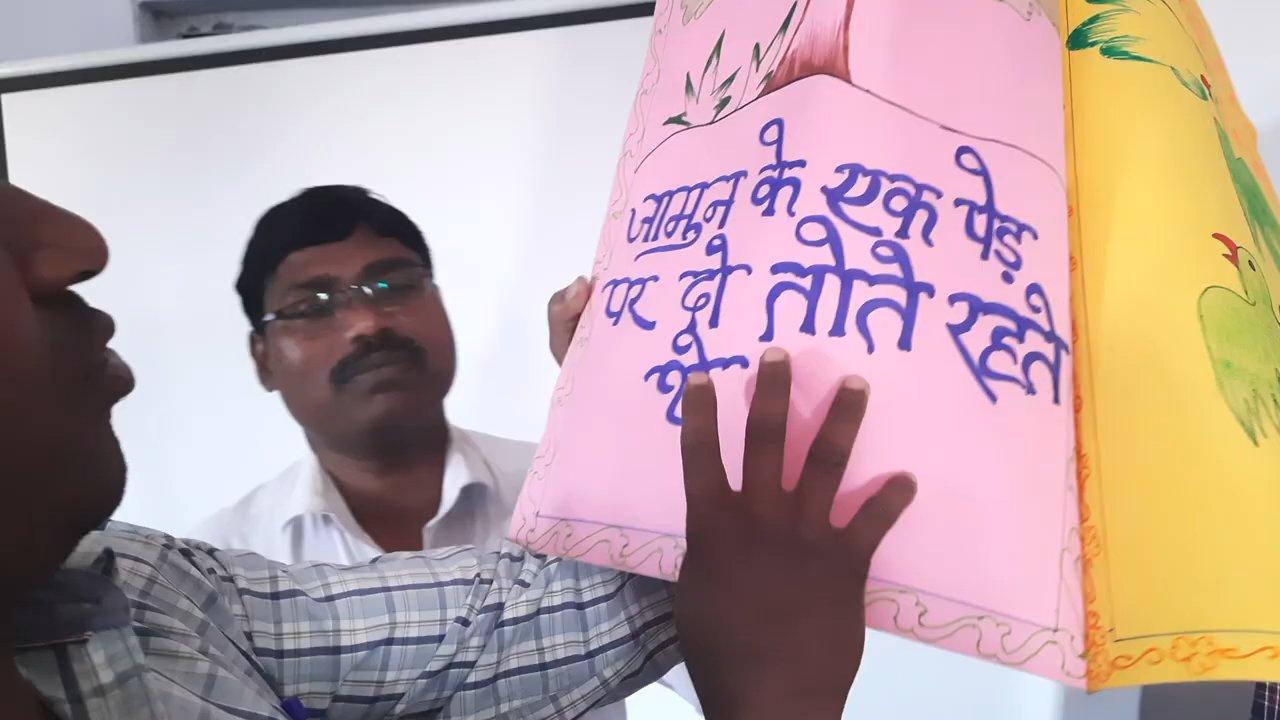 जामुन के एक पेड़
पर दो तोते रहते
थे